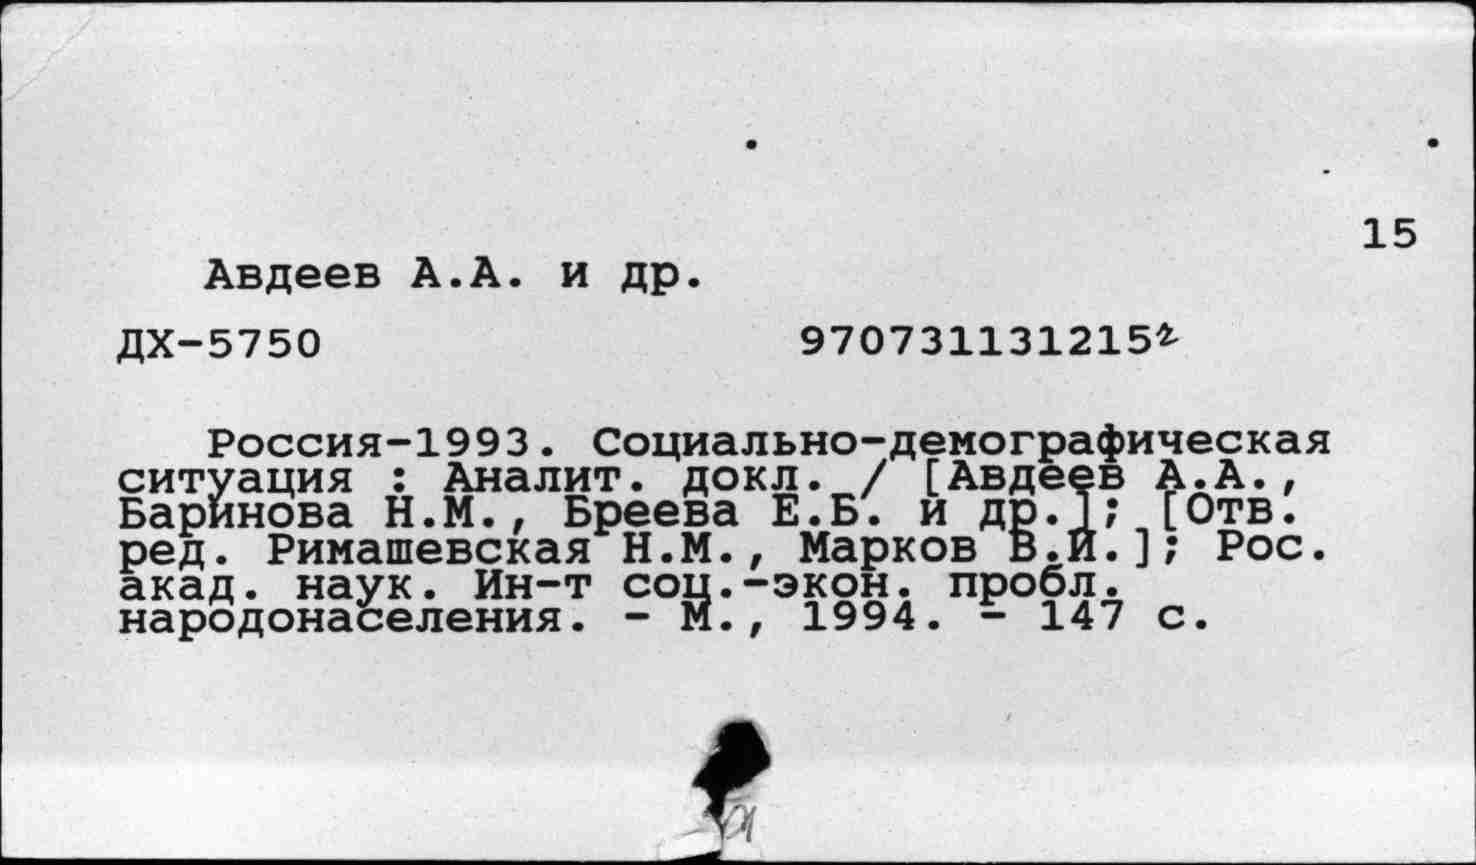 15
Авдеев А.А. и др.
ДХ-5750 970731131215
Россия-1993. Социально-демографическая
ситуация : Аналит. докл. / [Авдеев А.А.,
Баринова Н.М., Бреева Е.Б. и др.]; [Отв.
ред. Римашевская Н.М., Марков В.И.]; Рос.
акад. наук. Ин-т соц.-экон. пробл.
народонаселения. - М., 1994. - 147 с.